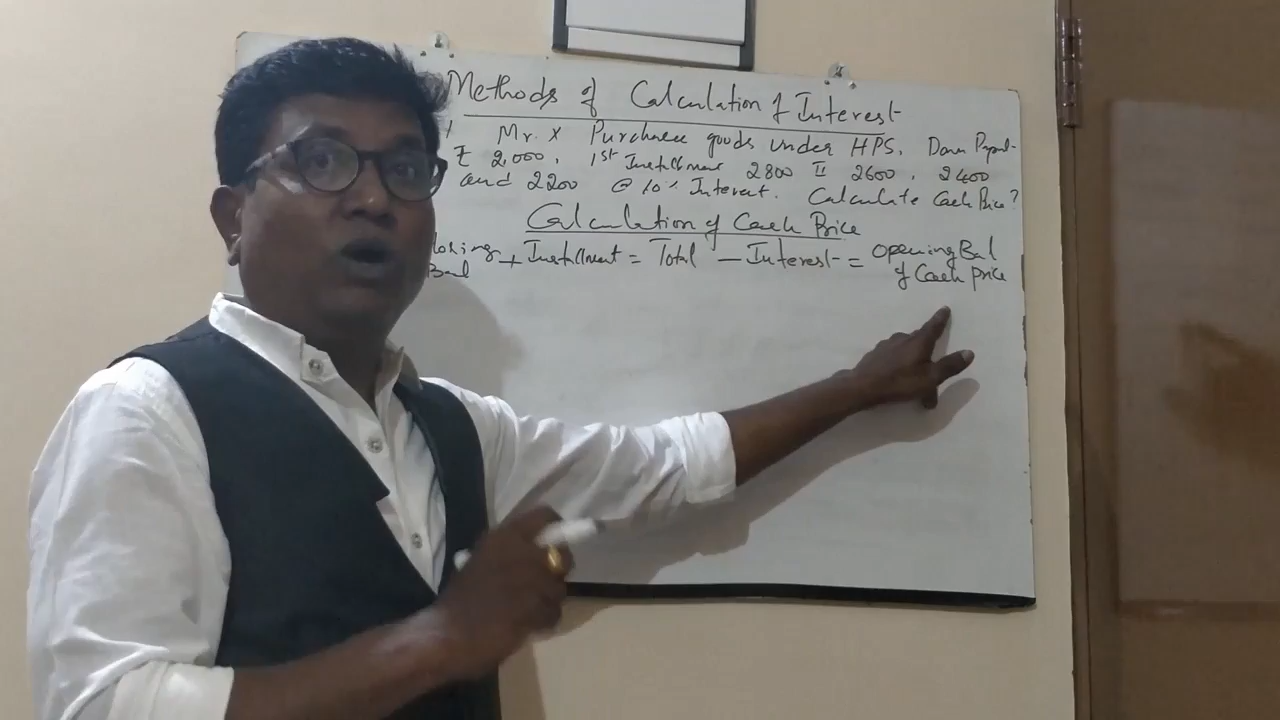 Methods of Calculation of Interest
Mr. X Purchase goods under HPS. Down Payment
₹ 2,000. 1st Installment 2800 II 2600, 2400
and 2200 @ 10% Interest. Calculate Cash Price?
Calculation of Cash Price
+ Installment = Total - Interest = Opening Bal of Cash Price
Bal